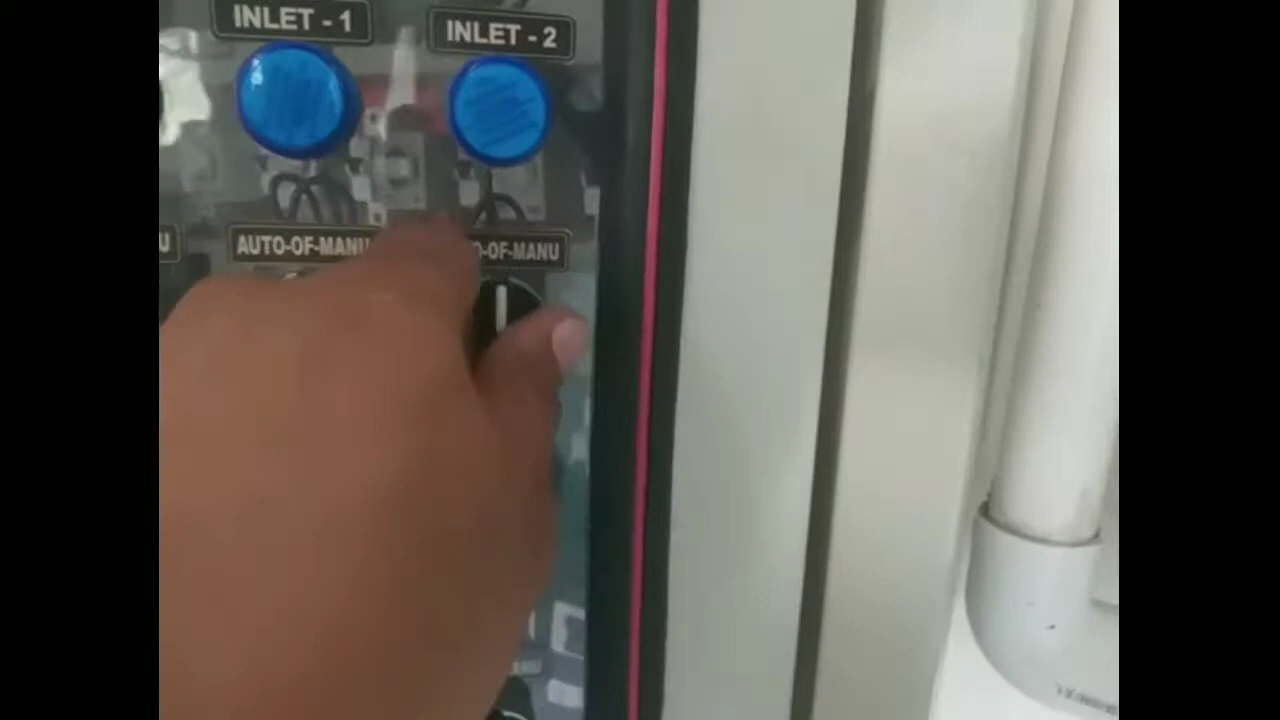 INLET - 1
INLET - 2
U
AUTO-OF-MANU
O-OF-MANU